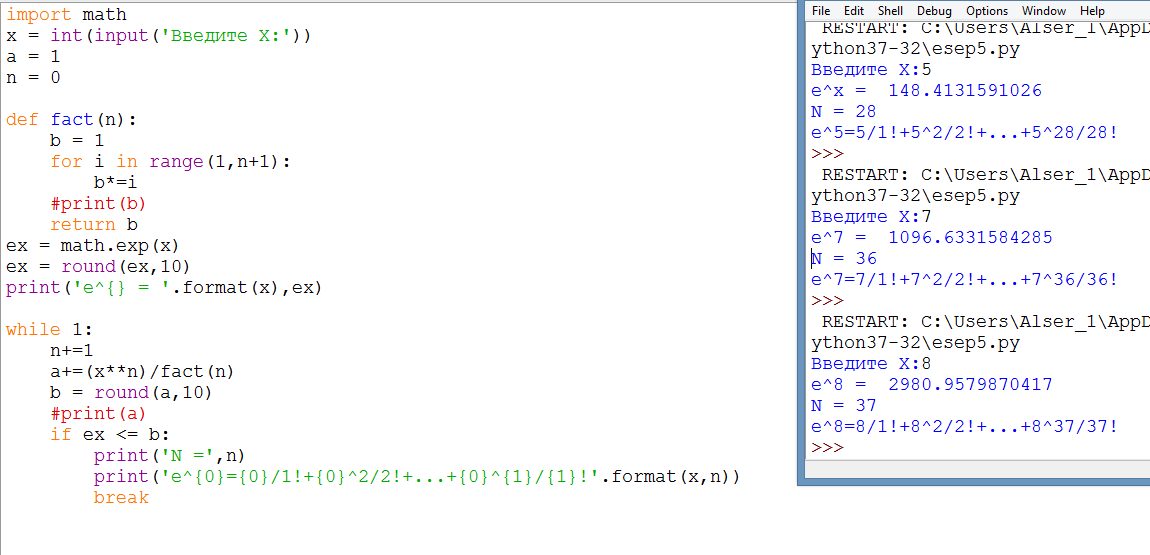 import math
x = int(input('Введите X:'))
a = 1
n = 0
def fact(n):
    b = 1
    for i in range(1,n+1):
        b*=i
    #print(b)
    return b
ex = math.exp(x)
ex = round(ex,10)
print('e^{} = '.format(x),ex)
while 1:
    n+=1
    a+=(x**n)/fact(n)
    b = round(a,10)
    #print(a)
    if ex <= b:
        print('N =',n)
        print('e^{0}={0}/1!+{0}^2/2!+...+{0}^{1}/{1}!'.format(x,n))
        break
File Edit Shell Debug Options Window Help
RESTART: C:\Users\Alser_1\AppD
ython37-32\esep5.py
Введите X:5
e^x =  148.4131591026
N = 28
e^5=5/1!+5^2/2!+...+5^28/28!
>>>
RESTART: C:\Users\Alser_1\AppD
ython37-32\esep5.py
Введите X:7
e^7 =  1096.6331584285
N = 36
e^7=7/1!+7^2/2!+...+7^36/36!
>>>
RESTART: C:\Users\Alser_1\AppD
ython37-32\esep5.py
Введите X:8
e^8 =  2980.9579870417
N = 37
e^8=8/1!+8^2/2!+...+8^37/37!
>>>